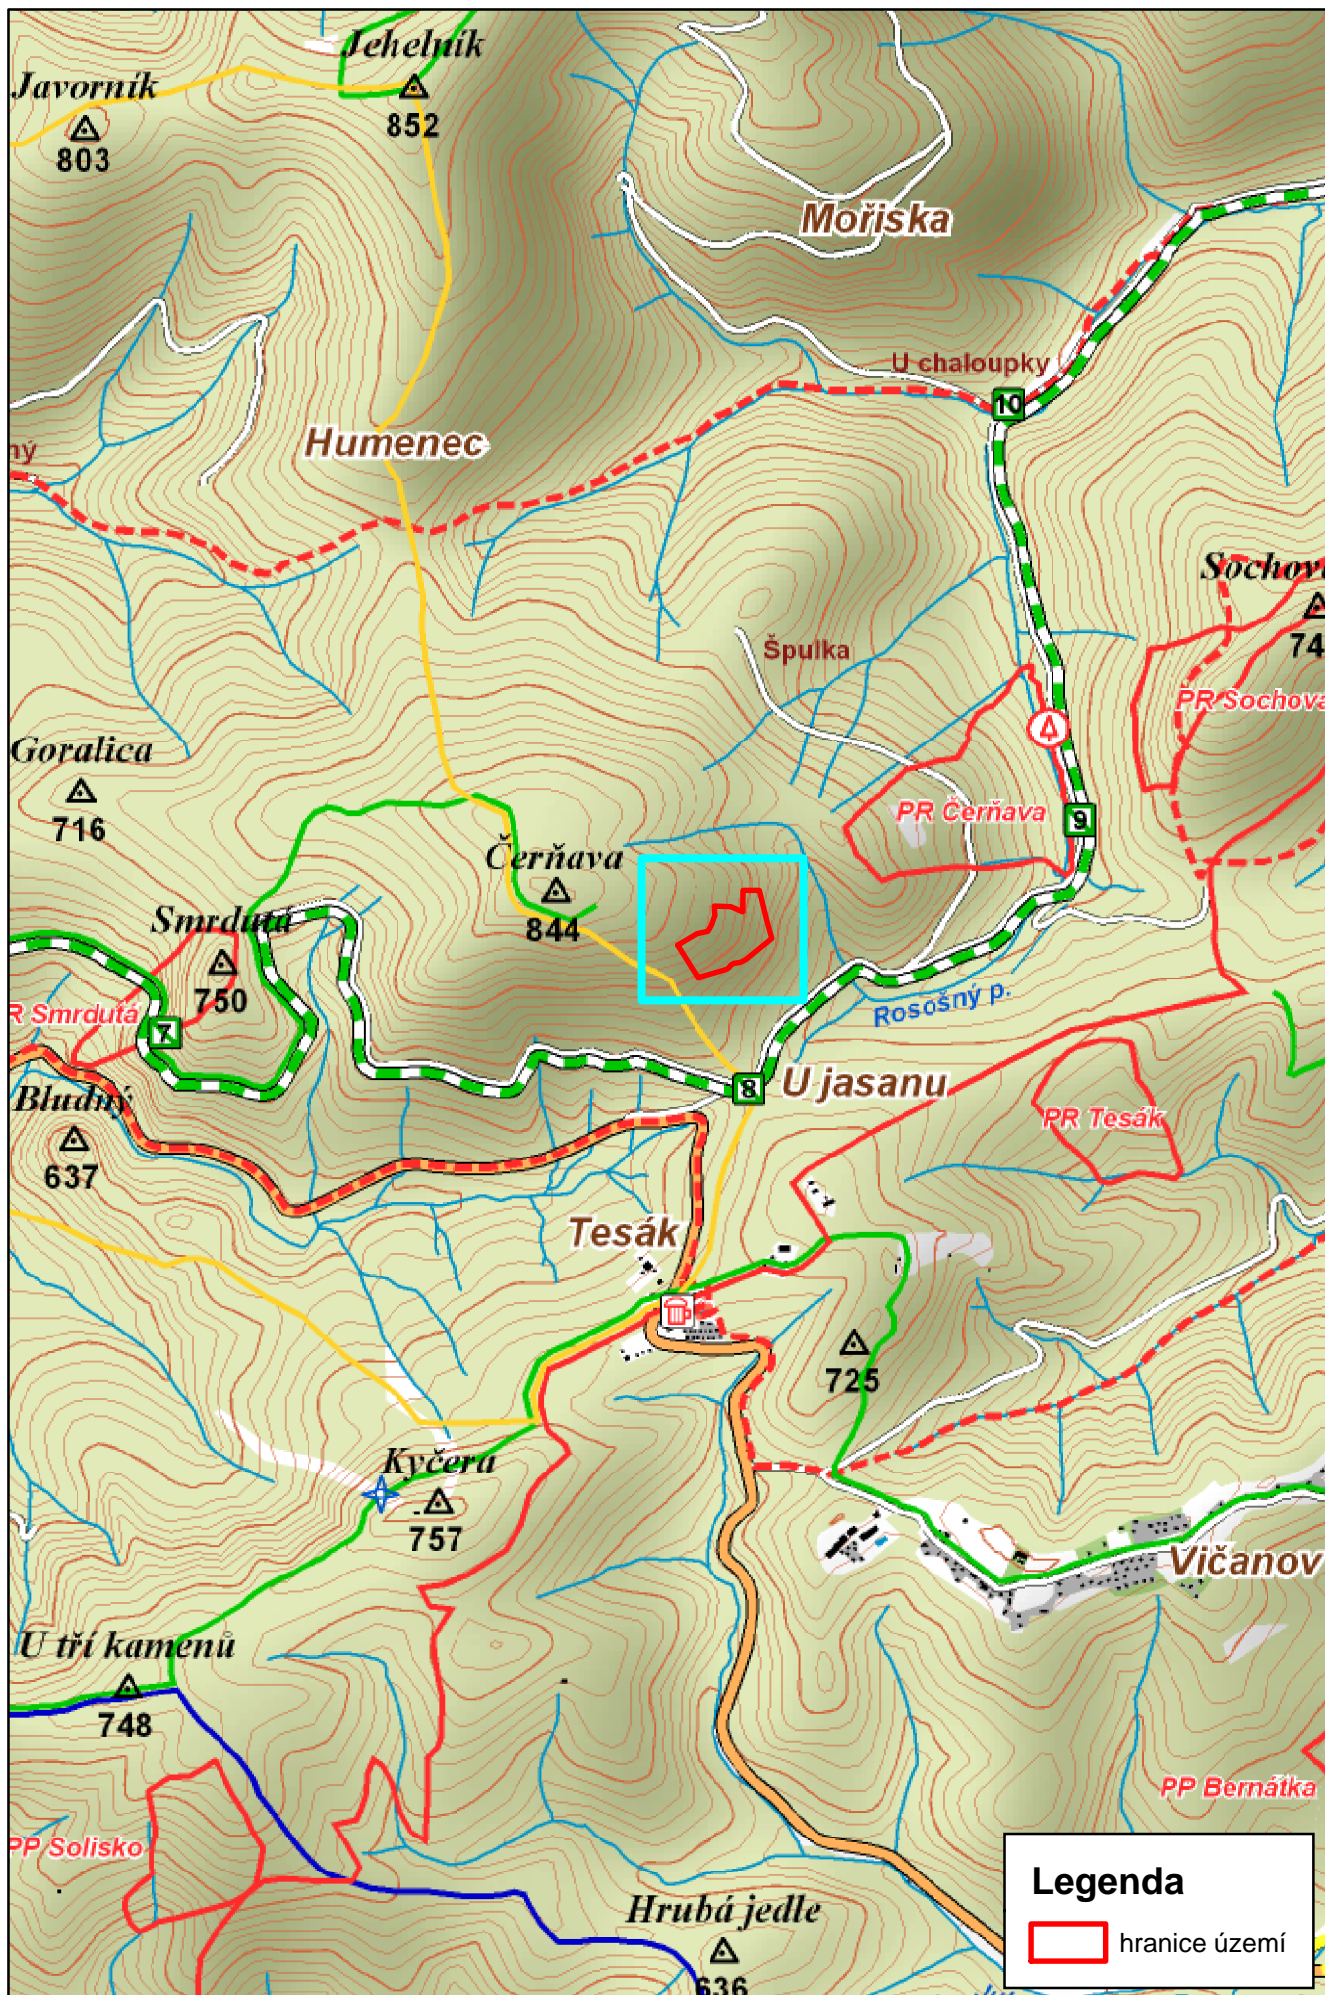 Jehelník
852
Javorník
803
Mořiska
U chaloupky
10
Humenec
ný
Sochov
74
Špulka
PR Sochova
Goralica
716
PR Čerňava
9
Čerňava
844
Smrdutá
750
R Smrdutá
7
Rosošný p.
Bludný
637
8
U jasanu
PR Tesák
Tesák
725
Kyčera
757
Vičanov
U tří kamenů
748
PP Bernátka
PP Solisko
Legenda
hranice území
Hrubá jedle
636